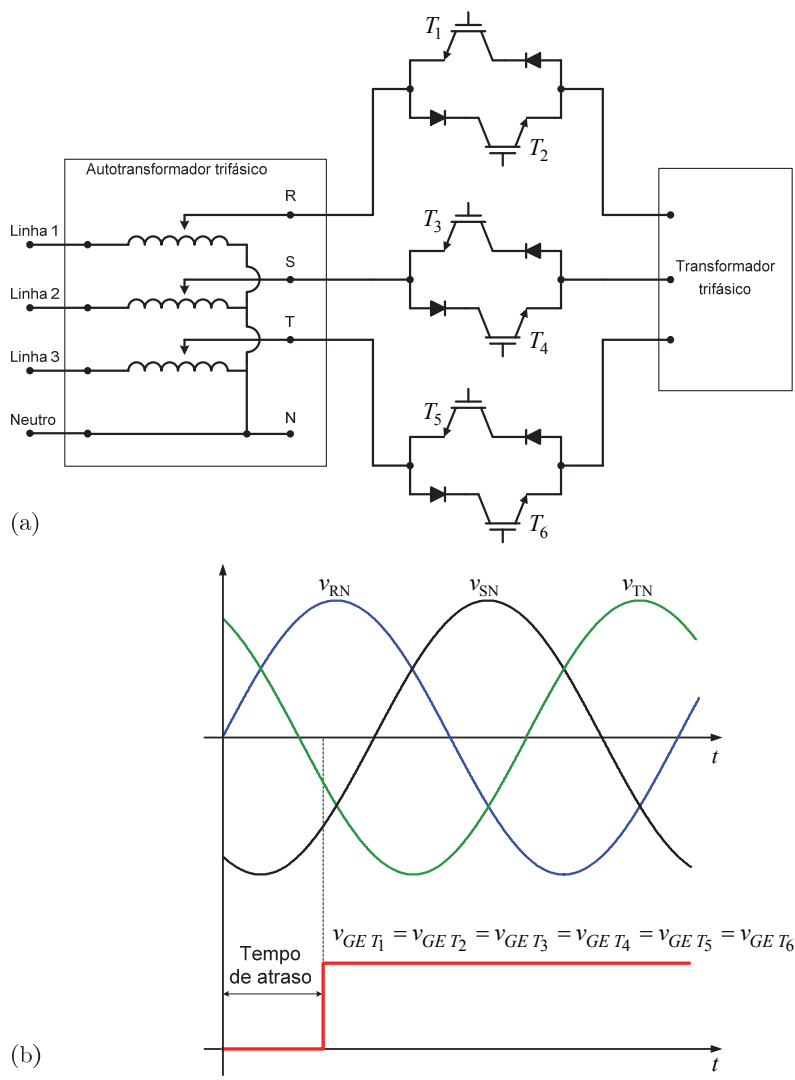 T1
T2
Autotransformador trifásico
R
Linha 1
S
T3
Linha 2
T4
T
Linha 3
T5
Neutro
N
T6
Transformador
trifásico
(a)
vRN
vSN
vTN
t
vGE T1 = vGE T2 = vGE T3 = vGE T4 = vGE T5 = vGE T6
Tempo
de atraso
(b)
t